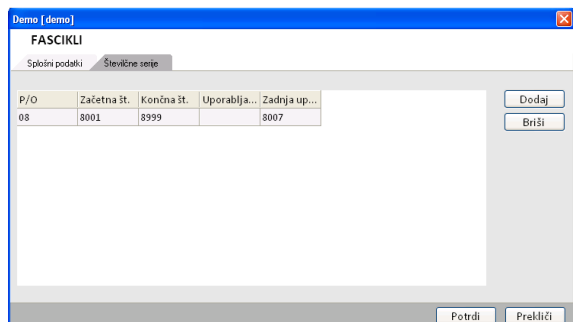 Demo [demo]
FASCIKLI
Splošni podatki Številčne serije
P/O Začetna št. Končna št. Uporablja... Zadnja up...
08 8001 8999 8007
Dodaj
Briši
Potrdi Prekliči